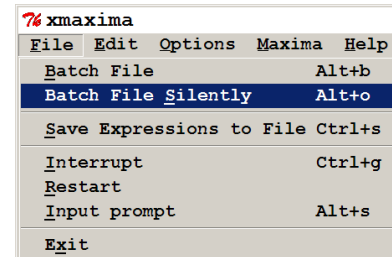 xmaxima
File Edit Options Maxima Help
Batch File Alt+b
Batch File Silently Alt+o
Save Expressions to File Ctrl+s
Interrupt Ctrl+g
Restart
Input prompt Alt+s
Exit